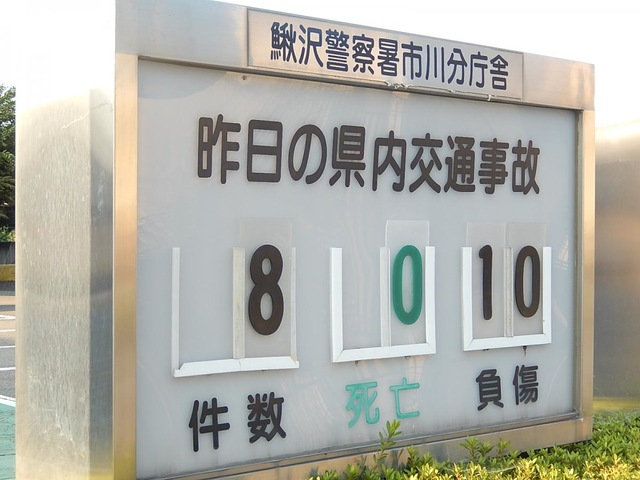 鰍沢警察署市川分庁舎
昨日の県内交通事故
8 0 10
件数 死亡 負傷